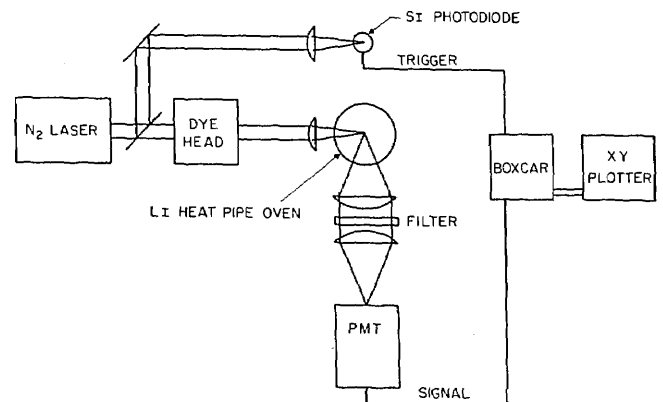 SI PHOTODIODE
TRIGGER
N2 LASER
DYE
HEAD
BOXCAR
XY
PLOTTER
LI HEAT PIPE OVEN
FILTER
PMT
SIGNAL